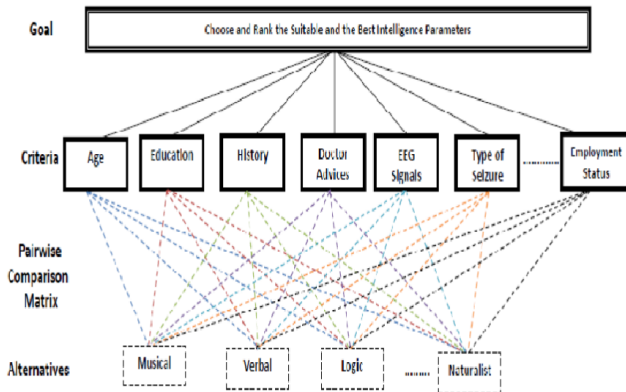 Goal
Choose and Rank the Suitable and the Best Intelligence Parameters
Criteria
Age
Education
History
Doctor
Advices
EEG
Signals
Type of
Seizure
Employment
Status
Pairwise
Comparison
Matrix
Alternatives
Musical
Verbal
Logic
Naturalist